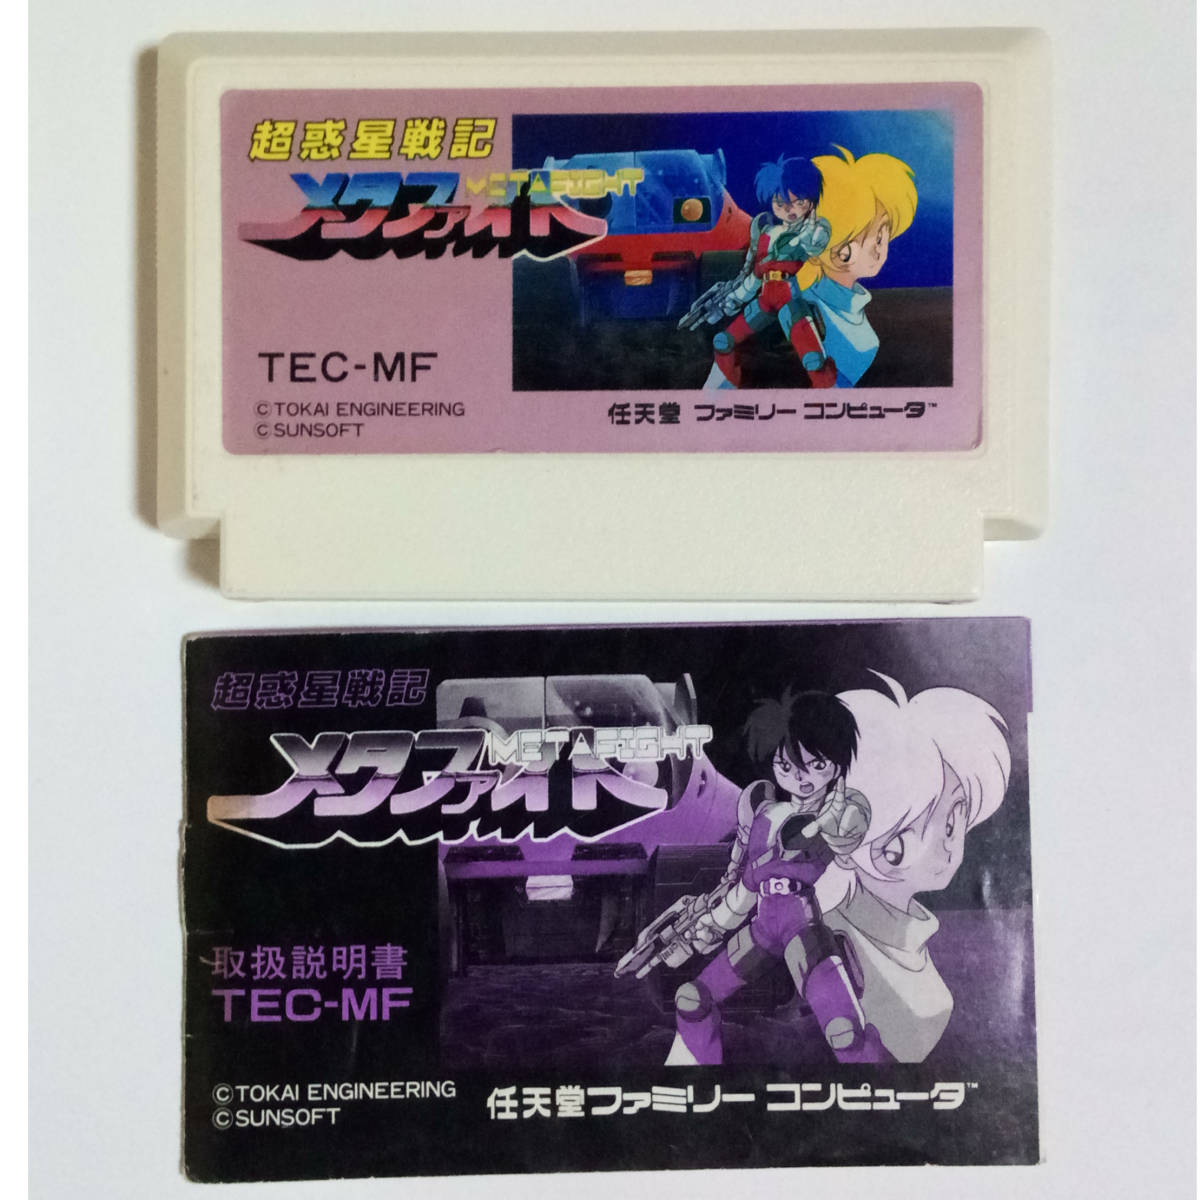 超惑星戦記
メタファイト
METAFIGHT
TEC-MF
©TOKAI ENGINEERING
©SUNSOFT
任天堂 ファミリー コンピュータ™
超惑星戦記
メタファイト
METAFIGHT
取扱説明書
TEC-MF
©TOKAI ENGINEERING
©SUNSOFT
任天堂 ファミリー コンピュータ™